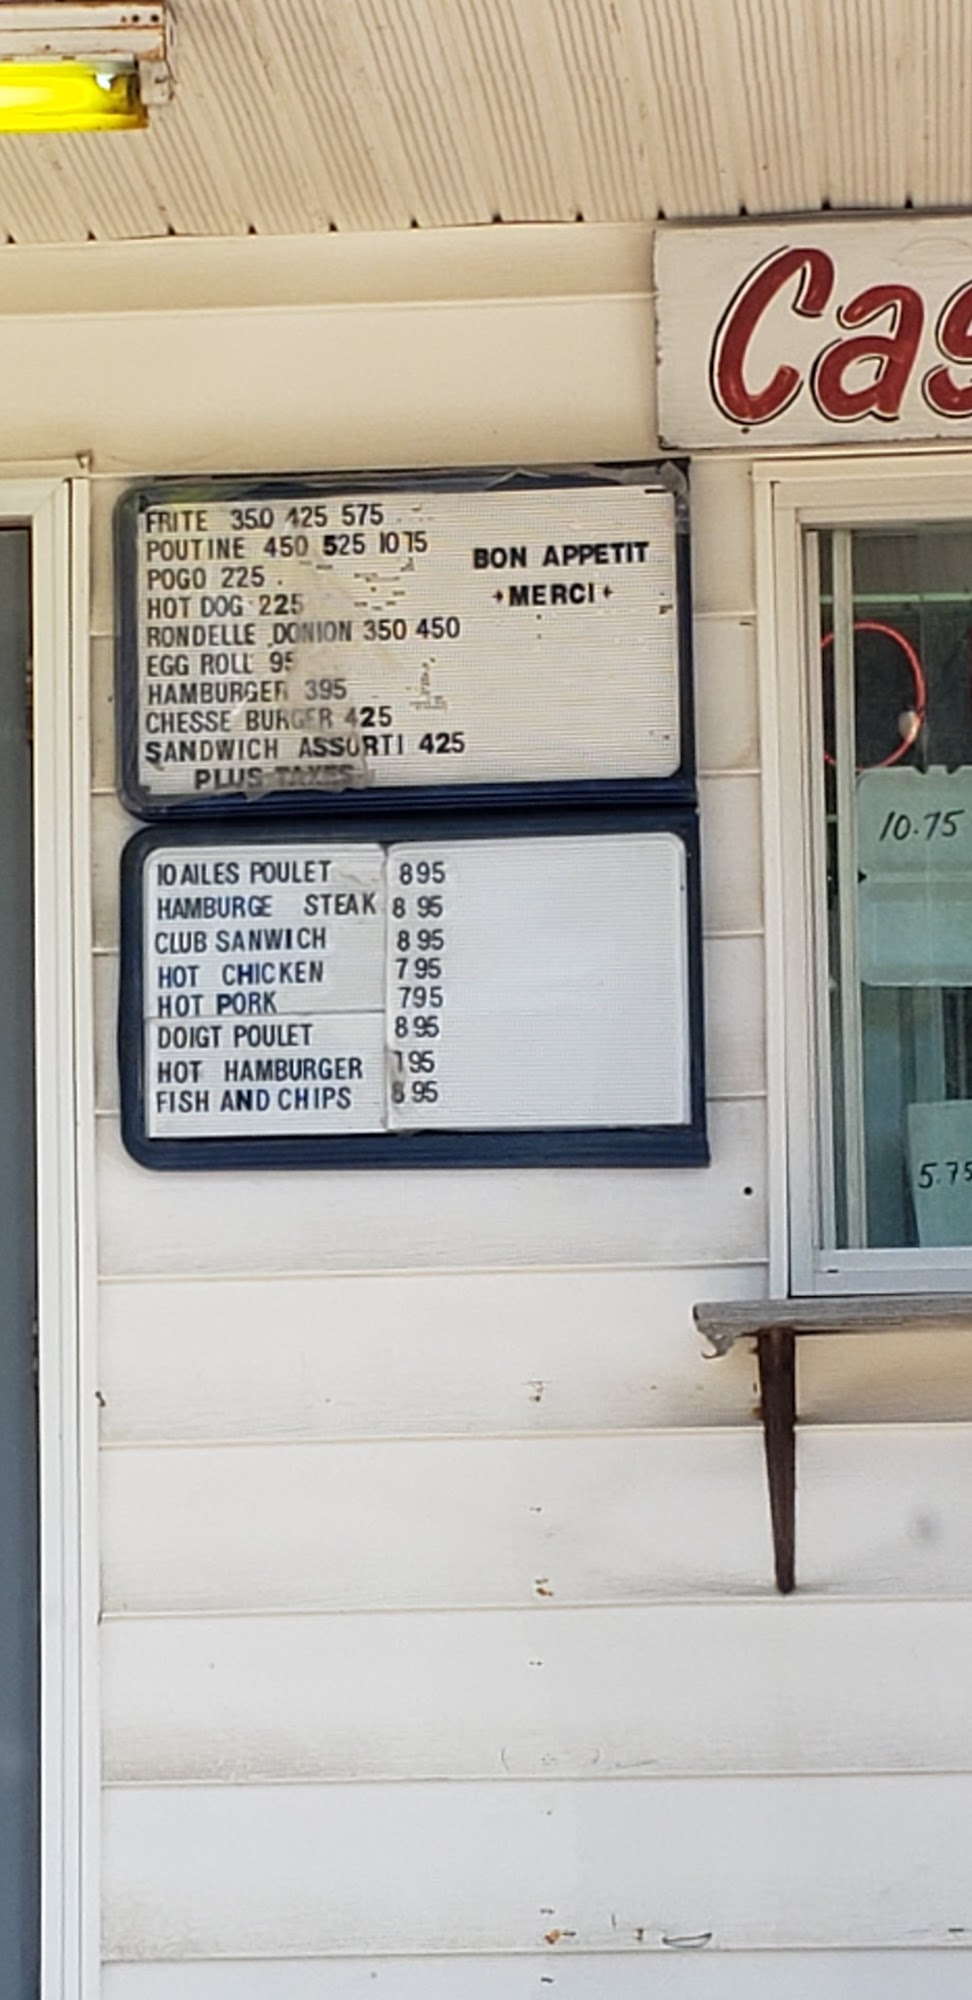 Cas
FRITE 350 425 575
POUTINE 450 525 1075
POGO 225
HOT DOG 225
RONDELLE DONION 350 450
EGG ROLL 95
HAMBURGER 395
CHESSE BURGER 425
SANDWICH ASSORTI 425
PLUS TAXES
BON APPETIT
MERCI
10 AILES POULET 895
HAMBURGE STEAK 8 95
CLUB SANWICH 8 95
HOT CHICKEN 7 95
HOT PORK 795
DOIGT POULET 8 95
HOT HAMBURGER 795
FISH AND CHIPS 8 95
10.75
5.75